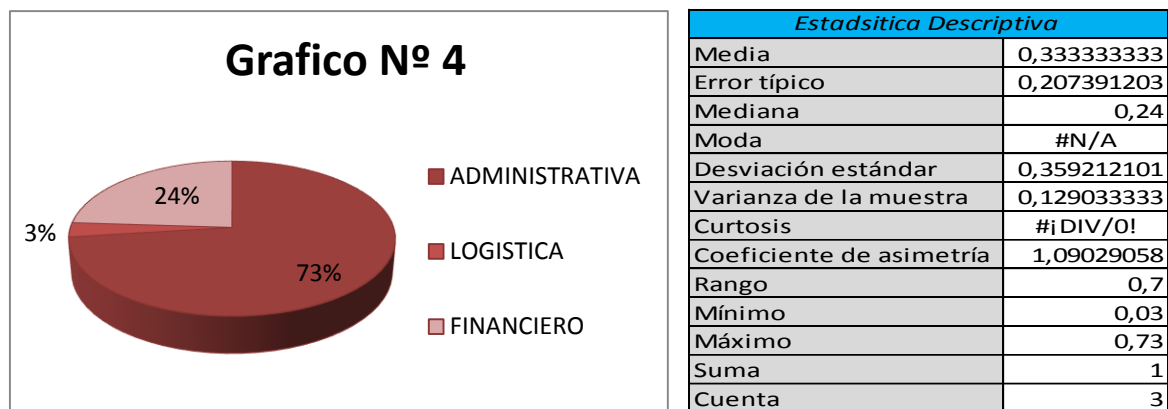 Grafico Nº 4
24%
3%
73%
ADMINISTRATIVA
LOGISTICA
FINANCIERO
Estadsitica Descriptiva
Media 0,333333333
Error típico 0,207391203
Mediana 0,24
Moda #N/A
Desviación estándar 0,359212101
Varianza de la muestra 0,129033333
Curtosis #¡DIV/0!
Coeficiente de asimetría 1,09029058
Rango 0,7
Mínimo 0,03
Máximo 0,73
Suma 1
Cuenta 3